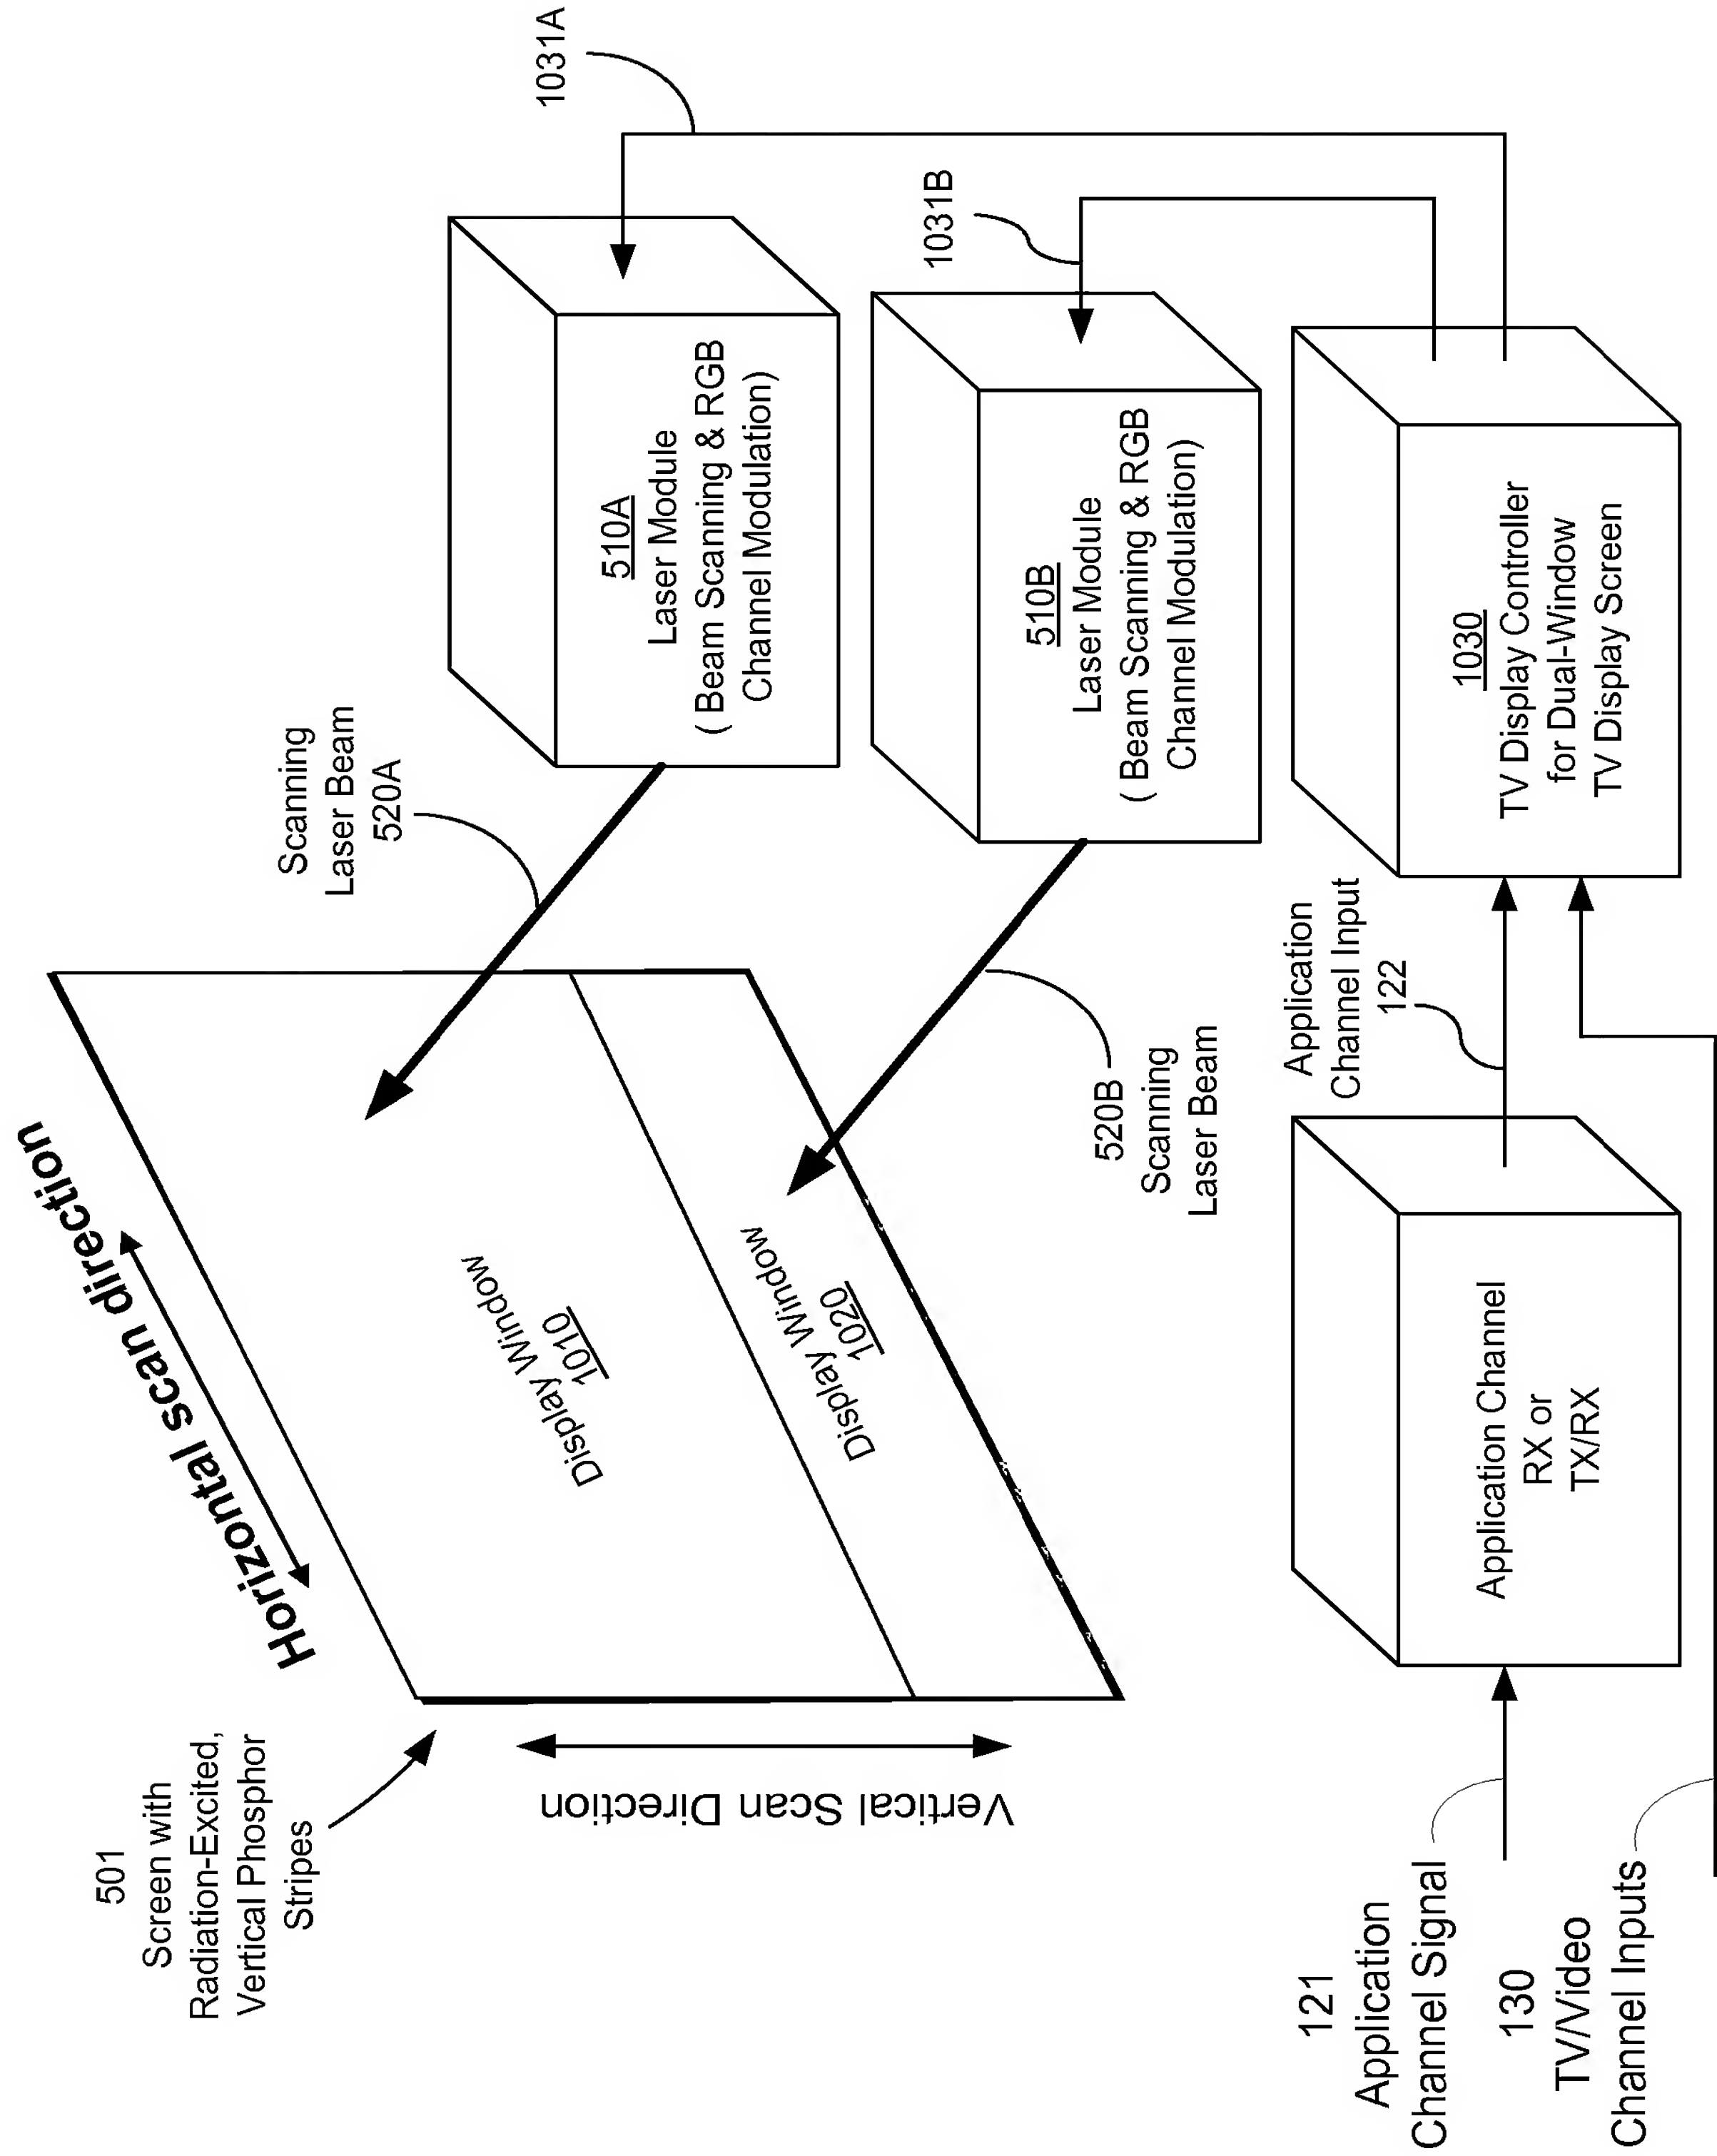 501
Screen with
Radiation-Excited,
Vertical Phosphor
Stripes
Horizontal scan direction
Vertical Scan Direction
Display Window
1010
Display Window
1020
Scanning
Laser Beam
520A
520B
Scanning
Laser Beam
510A
Laser Module
( Beam Scanning & RGB
Channel Modulation)
1031A
510B
Laser Module
( Beam Scanning & RGB
Channel Modulation)
1031B
121
Application
Channel Signal
130
TV/Video
Channel Inputs
Application Channel
RX or
TX/RX
Application
Channel Input
122
1030
TV Display Controller
for Dual-Window
TV Display Screen